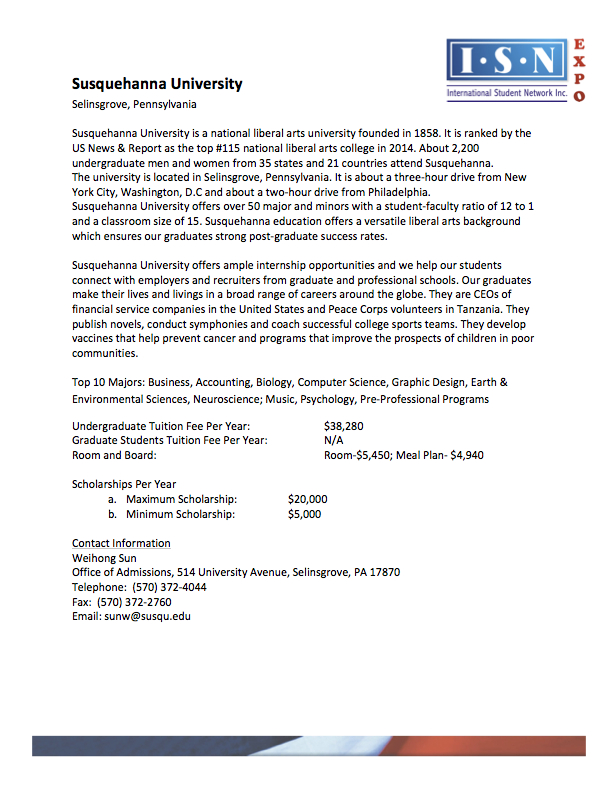 I·S·N
International Student Network Inc.
EXPO
Susquehanna University
Selinsgrove, Pennsylvania
Susquehanna University is a national liberal arts university founded in 1858. It is ranked by the
US News & Report as the top #115 national liberal arts college in 2014. About 2,200
undergraduate men and women from 35 states and 21 countries attend Susquehanna.
The university is located in Selinsgrove, Pennsylvania. It is about a three-hour drive from New
York City, Washington, D.C and about a two-hour drive from Philadelphia.
Susquehanna University offers over 50 major and minors with a student-faculty ratio of 12 to 1
and a classroom size of 15. Susquehanna education offers a versatile liberal arts background
which ensures our graduates strong post-graduate success rates.
Susquehanna University offers ample internship opportunities and we help our students
connect with employers and recruiters from graduate and professional schools. Our graduates
make their lives and livings in a broad range of careers around the globe. They are CEOs of
financial service companies in the United States and Peace Corps volunteers in Tanzania. They
publish novels, conduct symphonies and coach successful college sports teams. They develop
vaccines that help prevent cancer and programs that improve the prospects of children in poor
communities.
Top 10 Majors: Business, Accounting, Biology, Computer Science, Graphic Design, Earth &
Environmental Sciences, Neuroscience; Music, Psychology, Pre-Professional Programs
Undergraduate Tuition Fee Per Year: $38,280
Graduate Students Tuition Fee Per Year: N/A
Room and Board: Room-$5,450; Meal Plan- $4,940
Scholarships Per Year
a. Maximum Scholarship: $20,000
b. Minimum Scholarship: $5,000
Contact Information
Weihong Sun
Office of Admissions, 514 University Avenue, Selinsgrove, PA 17870
Telephone: (570) 372-4044
Fax: (570) 372-2760
Email: sunw@susqu.edu